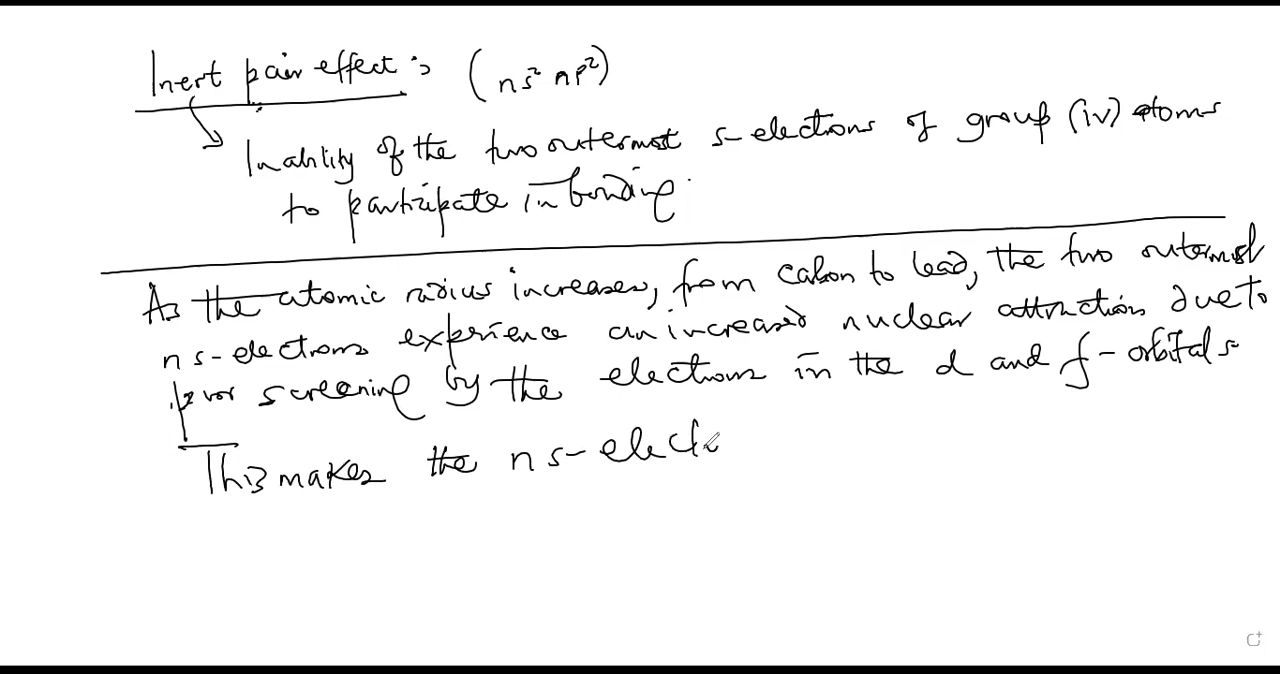 Inert pair effect: (ns² np²)
Inability of the two outermost s-electrons of group (iv) atoms
to participate in bonding.
As the atomic radius increases, from carbon to lead, the two outermost
ns-electrons experience an increased nuclear attraction due to
poor screening by the electrons in the d and f-orbitals
This makes the ns-electr